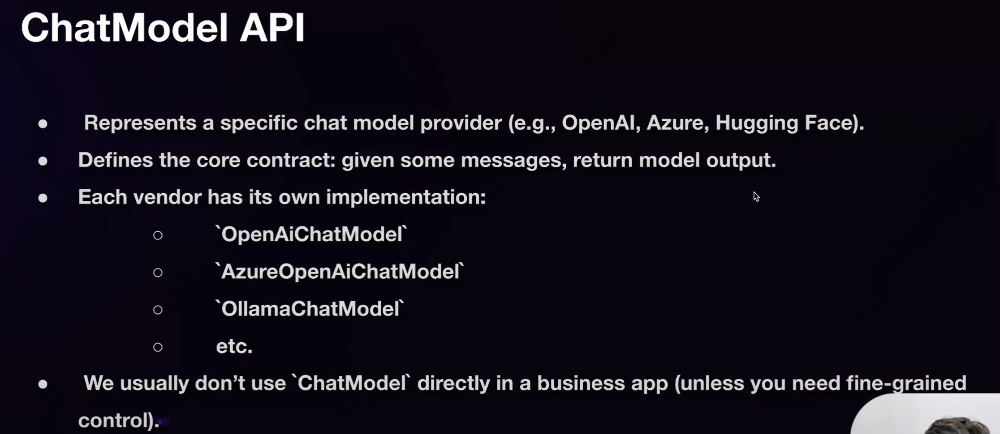 ChatModel API
● Represents a specific chat model provider (e.g., OpenAI, Azure, Hugging Face).
● Defines the core contract: given some messages, return model output.
● Each vendor has its own implementation:
○ `OpenAiChatModel`
○ `AzureOpenAiChatModel`
○ `OllamaChatModel`
○ etc.
● We usually don’t use `ChatModel` directly in a business app (unless you need fine-grained
control).